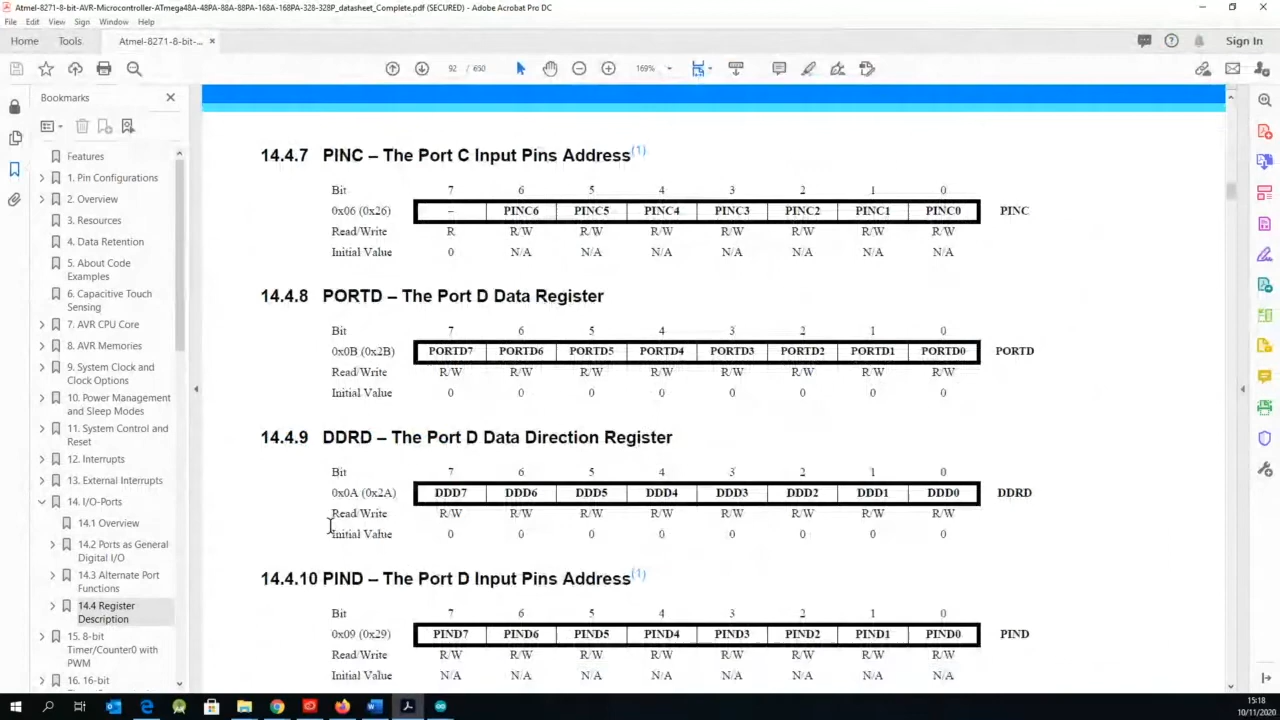 Atmel-8271-8-bit-AVR-Microcontroller-ATmega48A-48PA-88A-88PA-168A-168PA-328-328P_datasheet_Complete.pdf (SECURED) - Adobe Acrobat Pro DC
File Edit View Sign Window Help
Home Tools Atmel-8271-8-bit-... Sign In
92 / 650 169%
Bookmarks
Features
1. Pin Configurations
2. Overview
3. Resources
4. Data Retention
5. About Code
Examples
6. Capacitive Touch
Sensing
7. AVR CPU Core
8. AVR Memories
9. System Clock and
Clock Options
10. Power Management
and Sleep Modes
11. System Control and
Reset
12. Interrupts
13. External Interrupts
14. I/O-Ports
14.1 Overview
14.2 Ports as General
Digital I/O
14.3 Alternate Port
Functions
14.4 Register
Description
15. 8-bit
Timer/Counter0 with
PWM
16. 16-bit
14.4.7 PINC – The Port C Input Pins Address(1)
Bit 7 6 5 4 3 2 1 0
0x06 (0x26) – PINC6 PINC5 PINC4 PINC3 PINC2 PINC1 PINC0 PINC
Read/Write R R/W R/W R/W R/W R/W R/W R/W
Initial Value 0 N/A N/A N/A N/A N/A N/A N/A
14.4.8 PORTD – The Port D Data Register
Bit 7 6 5 4 3 2 1 0
0x0B (0x2B) PORTD7 PORTD6 PORTD5 PORTD4 PORTD3 PORTD2 PORTD1 PORTD0 PORTD
Read/Write R/W R/W R/W R/W R/W R/W R/W R/W
Initial Value 0 0 0 0 0 0 0 0
14.4.9 DDRD – The Port D Data Direction Register
Bit 7 6 5 4 3 2 1 0
0x0A (0x2A) DDD7 DDD6 DDD5 DDD4 DDD3 DDD2 DDD1 DDD0 DDRD
Read/Write R/W R/W R/W R/W R/W R/W R/W R/W
Initial Value 0 0 0 0 0 0 0 0
14.4.10 PIND – The Port D Input Pins Address(1)
Bit 7 6 5 4 3 2 1 0
0x09 (0x29) PIND7 PIND6 PIND5 PIND4 PIND3 PIND2 PIND1 PIND0 PIND
Read/Write R/W R/W R/W R/W R/W R/W R/W R/W
Initial Value N/A N/A N/A N/A N/A N/A N/A N/A
15:18
10/11/2020